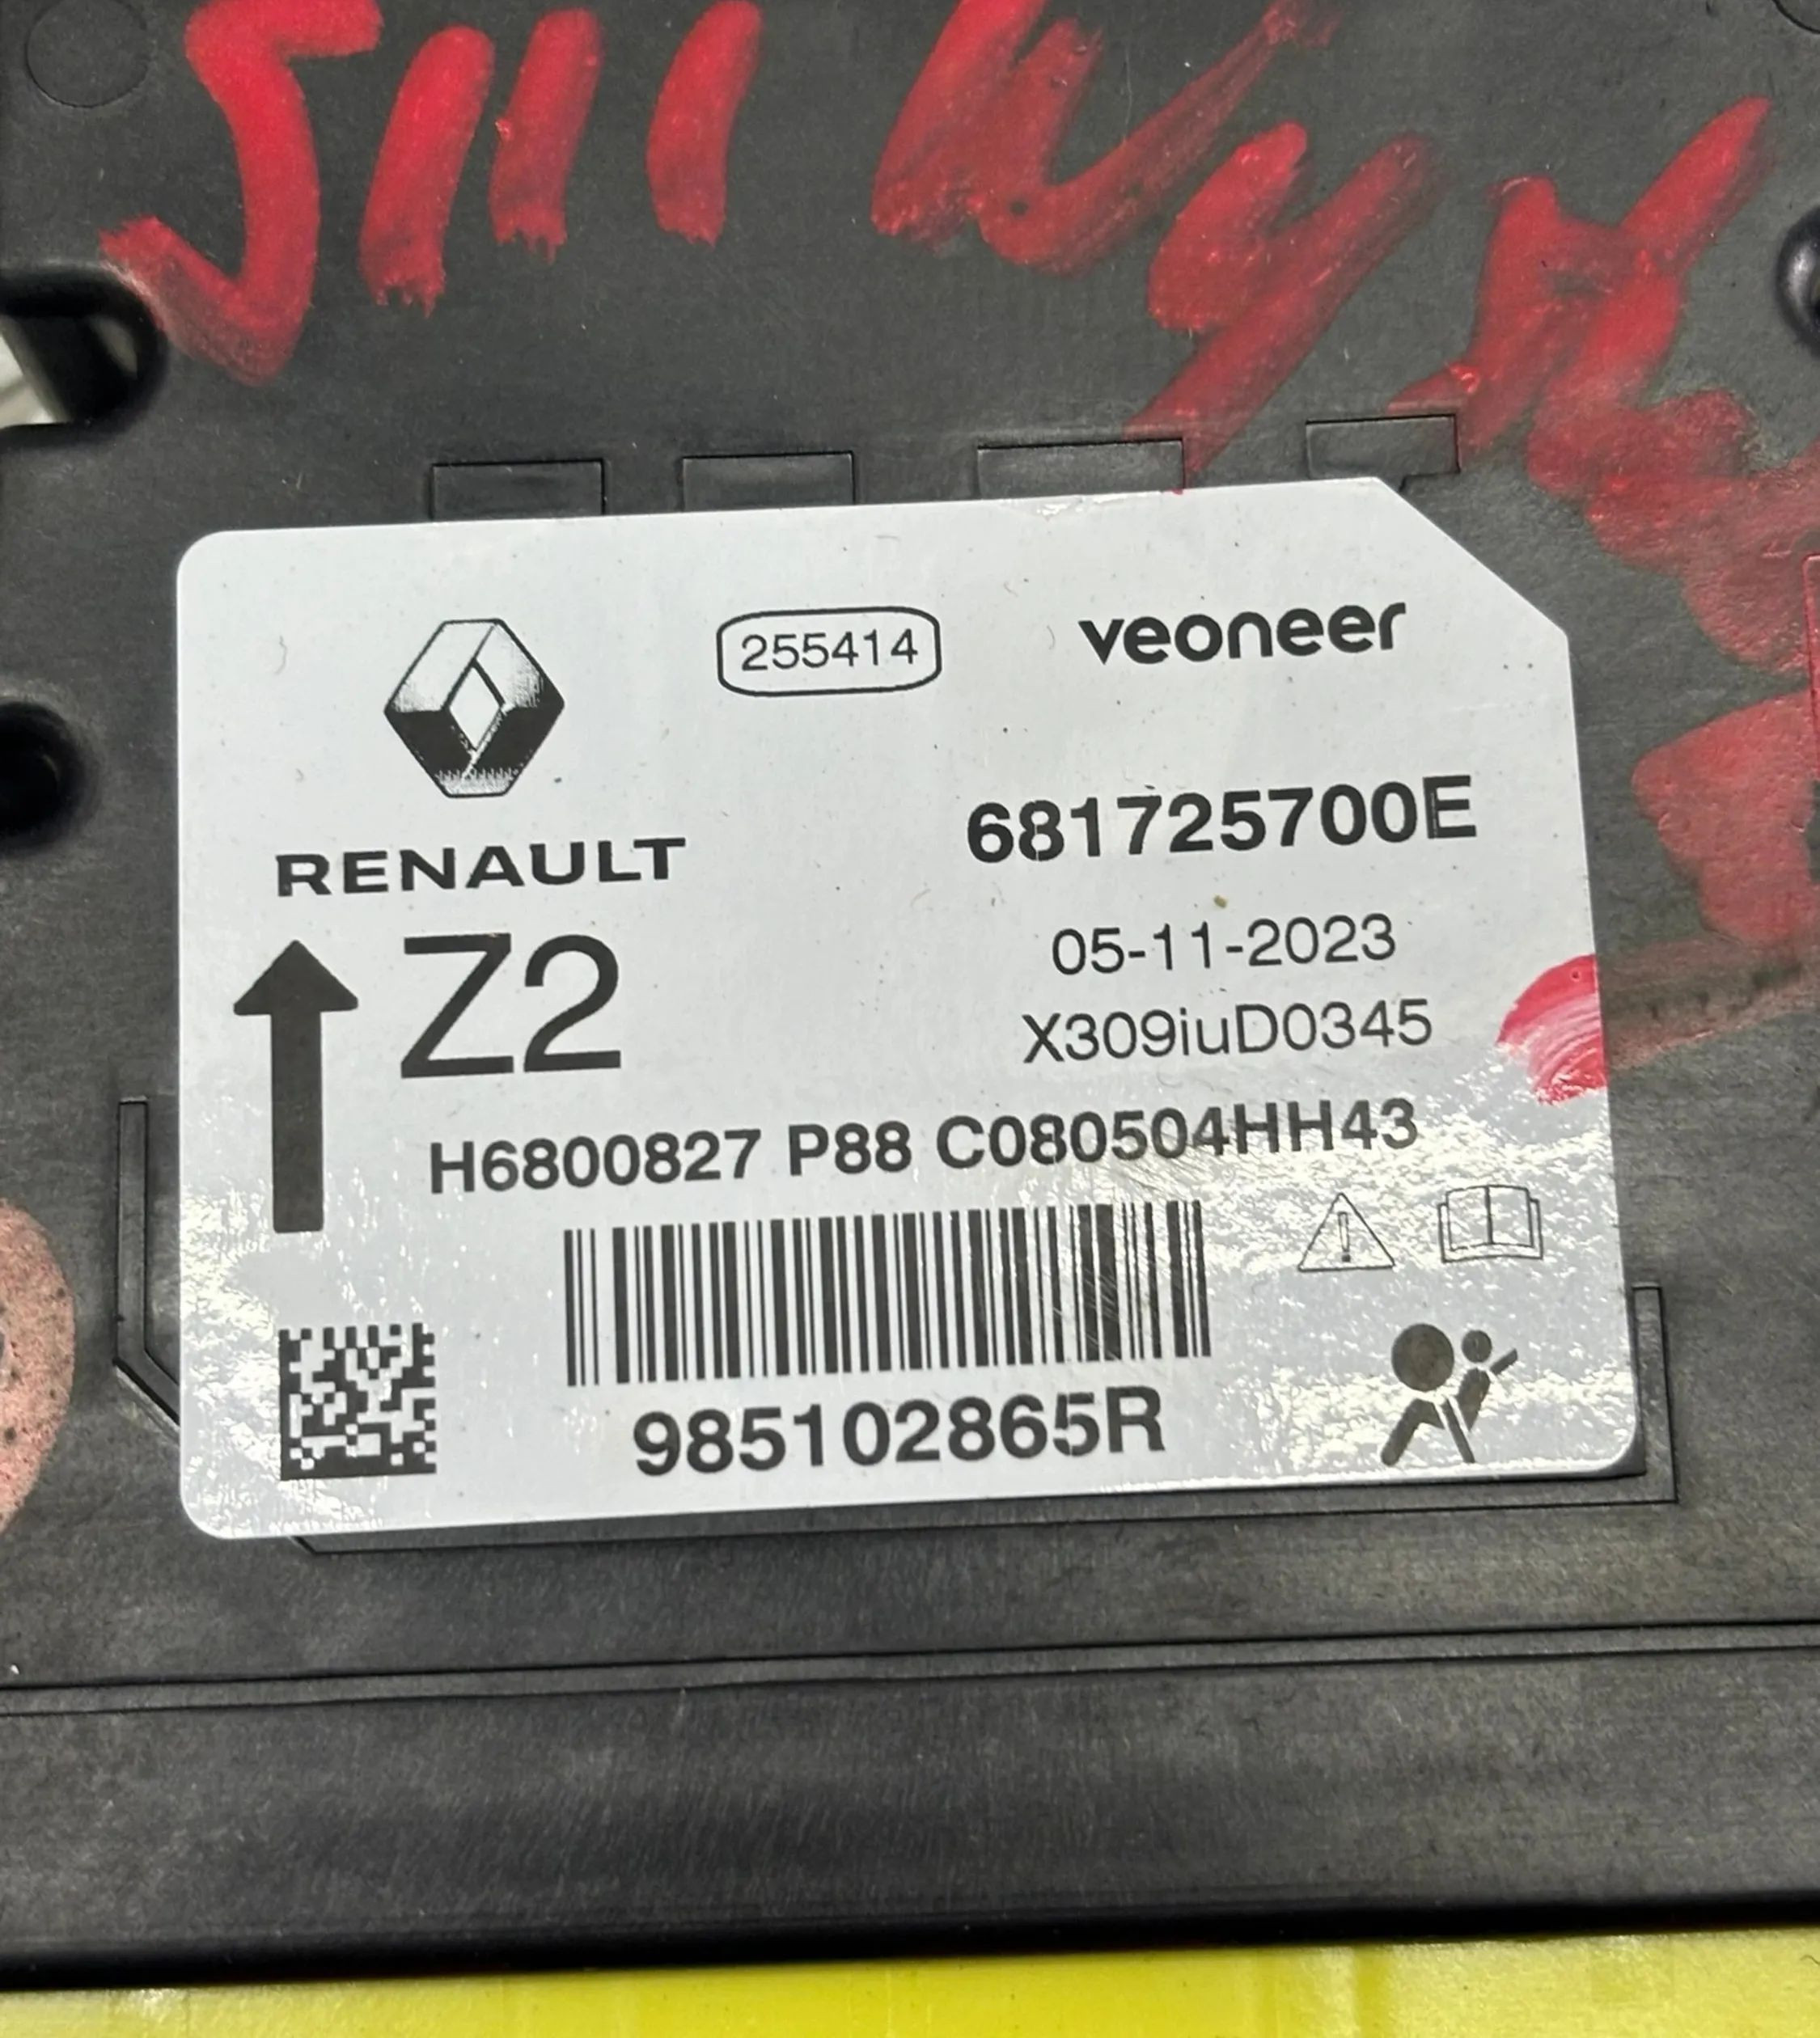 255414
veoneer
RENAULT
681725700E
Z2
05-11-2023
X309iuD0345
H6800827 P88 C080504HH43
985102865R